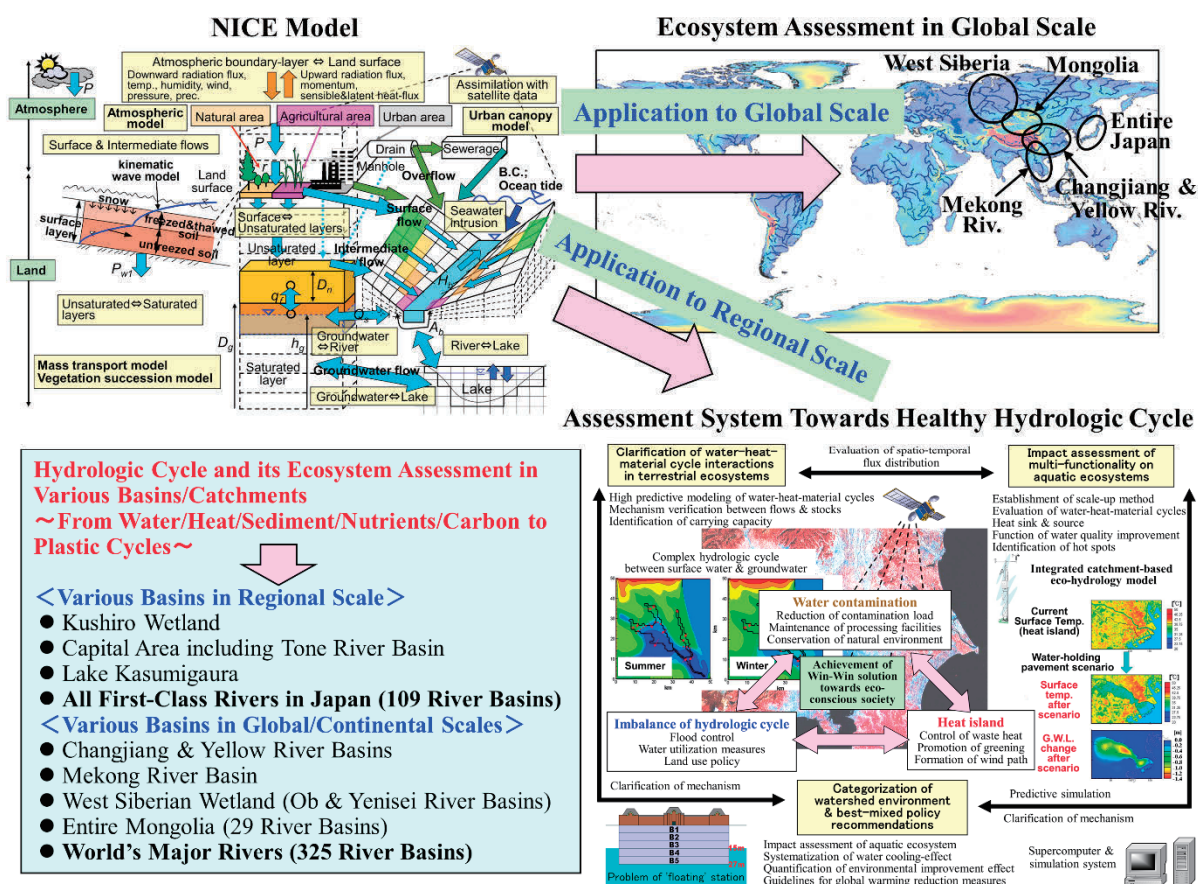 NICE Model
Atmospheric boundary-layer ⇔ Land surface
Downward radiation flux,
temp., humidity, wind,
pressure, prec.
Upward radiation flux,
momentum,
sensible&latent heat-flux
P
Atmosphere
Assimilation with
satellite data
Atmospheric
model
Natural area
Agricultural area
Urban area
Urban canopy
model
Surface & Intermediate flows
P
Drain
Sewerage
Manhole
Overflow
B.C.;
Ocean tide
kinematic
wave model
Land
surface
snow
freezed&thawed
soil
surface
layer
unfreezed soil
Surface⇔
Unsaturated layers
Surface
flow
Seawater
intrusion
Land
Pw1
Unsaturated
layer
Intermediate
flow
Unsaturated⇔Saturated
layers
Dn
Dg
hg
Ab
Groundwater
⇔River
River⇔Lake
Mass transport model
Vegetation succession model
Saturated
layer
Groundwater flow
Lake
Groundwater⇔Lake
Ecosystem Assessment in Global Scale
West Siberia
Mongolia
Entire
Japan
Changjiang &
Yellow Riv.
Mekong
Riv.
Application to Global Scale
Application to Regional Scale
Hydrologic Cycle and its Ecosystem Assessment in
Various Basins/Catchments
～From Water/Heat/Sediment/Nutrients/Carbon to
Plastic Cycles～
＜Various Basins in Regional Scale＞
● Kushiro Wetland
● Capital Area including Tone River Basin
● Lake Kasumigaura
● All First-Class Rivers in Japan (109 River Basins)
＜Various Basins in Global/Continental Scales＞
● Changjiang & Yellow River Basins
● Mekong River Basin
● West Siberian Wetland (Ob & Yenisei River Basins)
● Entire Mongolia (29 River Basins)
● World's Major Rivers (325 River Basins)
Assessment System Towards Healthy Hydrologic Cycle
Clarification of water-heat-
material cycle interactions
in terrestrial ecosystems
Evaluation of spatio-temporal
flux distribution
Impact assessment of
multi-functionality on
aquatic ecosystems
High predictive modeling of water-heat-material cycles
Mechanism verification between flows & stocks
Identification of carrying capacity
Establishment of scale-up method
Evaluation of water-heat-material cycles
Heat sink & source
Function of water quality improvement
Identification of hot spots
Complex hydrologic cycle
between surface water & groundwater
Integrated catchment-based
eco-hydrology model
Summer
Winter
km
km
Water contamination
Reduction of contamination load
Maintenance of processing facilities
Conservation of natural environment
Current
Surface Temp.
(heat island)
Water-holding
pavement scenario
Achievement of
Win-Win solution
towards eco-
conscious society
Surface
temp.
after
scenario
Imbalance of hydrologic cycle
Flood control
Water utilization measures
Land use policy
Heat island
Control of waste heat
Promotion of greening
Formation of wind path
G.W.L.
change
after
scenario
Clarification of mechanism
Categorization of
watershed environment
& best-mixed policy
recommendations
Predictive simulation
Clarification of mechanism
B1
B2
B3
B4
B5
Problem of 'floating' station
Impact assessment of aquatic ecosystem
Systematization of water cooling-effect
Quantification of environmental improvement effect
Guidelines for global warming reduction measures
Supercomputer &
simulation system